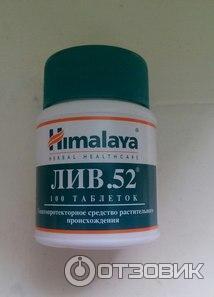 Himalaya
HERBAL HEALTHCARE
ЛИВ.52®
100 ТАБЛЕТОК
Гепатопротекторное средство растительного
происхождения
ОТЗОВИК